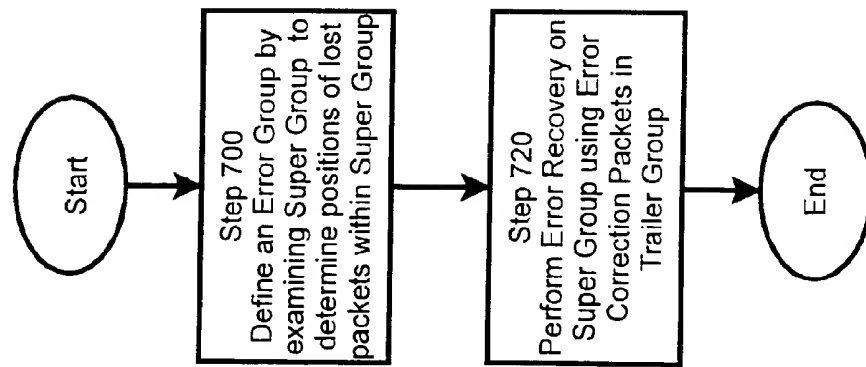 Start
Step 700
Define an Error Group by
examining Super Group to
determine positions of lost
packets within Super Group
Step 720
Perform Error Recovery on
Super Group using Error
Correction Packets in
Trailer Group
End